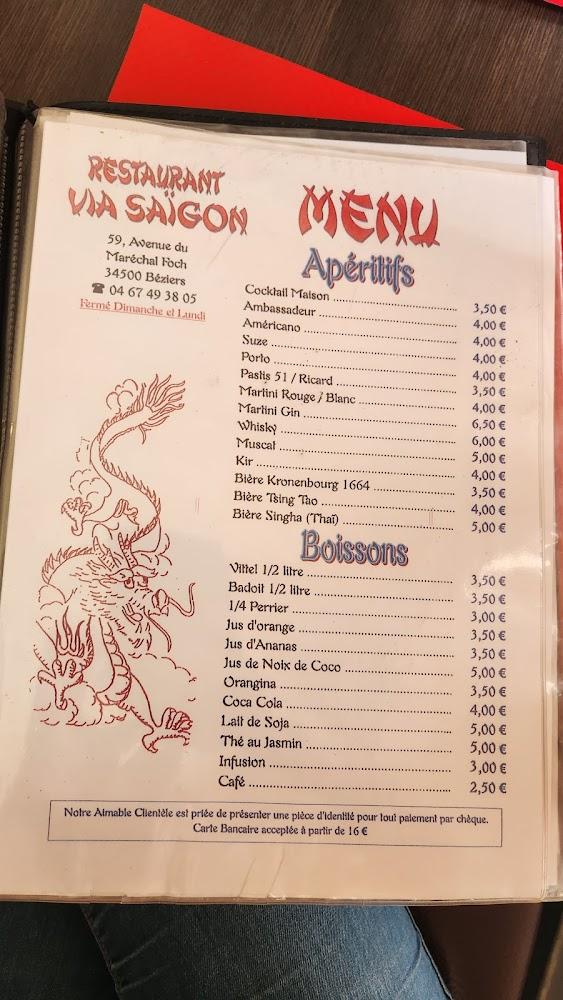 RESTAURANT
VIA SAÏGON
59, Avenue du
Maréchal Foch
34500 Béziers
☎ 04 67 49 38 05
Fermé Dimanche et Lundi
MENU
Apéritifs
Cocktail Maison ........ 3,50 €
Ambassadeur ........ 4,00 €
Américano ........ 4,00 €
Suze ........ 4,00 €
Porto ........ 4,00 €
Pastis 51 / Ricard ........ 3,50 €
Martini Rouge / Blanc ........ 4,00 €
Martini Gin ........ 6,50 €
Whisky ........ 6,00 €
Muscat ........ 5,00 €
Kir ........ 4,00 €
Bière Kronenbourg 1664 ........ 3,50 €
Bière Tsing Tao ........ 4,00 €
Bière Singha (Thaï) ........ 5,00 €
Boissons
Vittel 1/2 litre ........ 3,50 €
Badoit 1/2 litre ........ 3,50 €
1/4 Perrier ........ 3,00 €
Jus d'orange ........ 3,50 €
Jus d'Ananas ........ 3,50 €
Jus de Noix de Coco ........ 5,00 €
Orangina ........ 3,50 €
Coca Cola ........ 4,00 €
Lait de Soja ........ 5,00 €
Thé au Jasmin ........ 5,00 €
Infusion ........ 3,00 €
Café ........ 2,50 €
Notre Aimable Clientèle est priée de présenter une pièce d'identité pour tout paiement par chèque.
Carte Bancaire acceptée à partir de 16 €